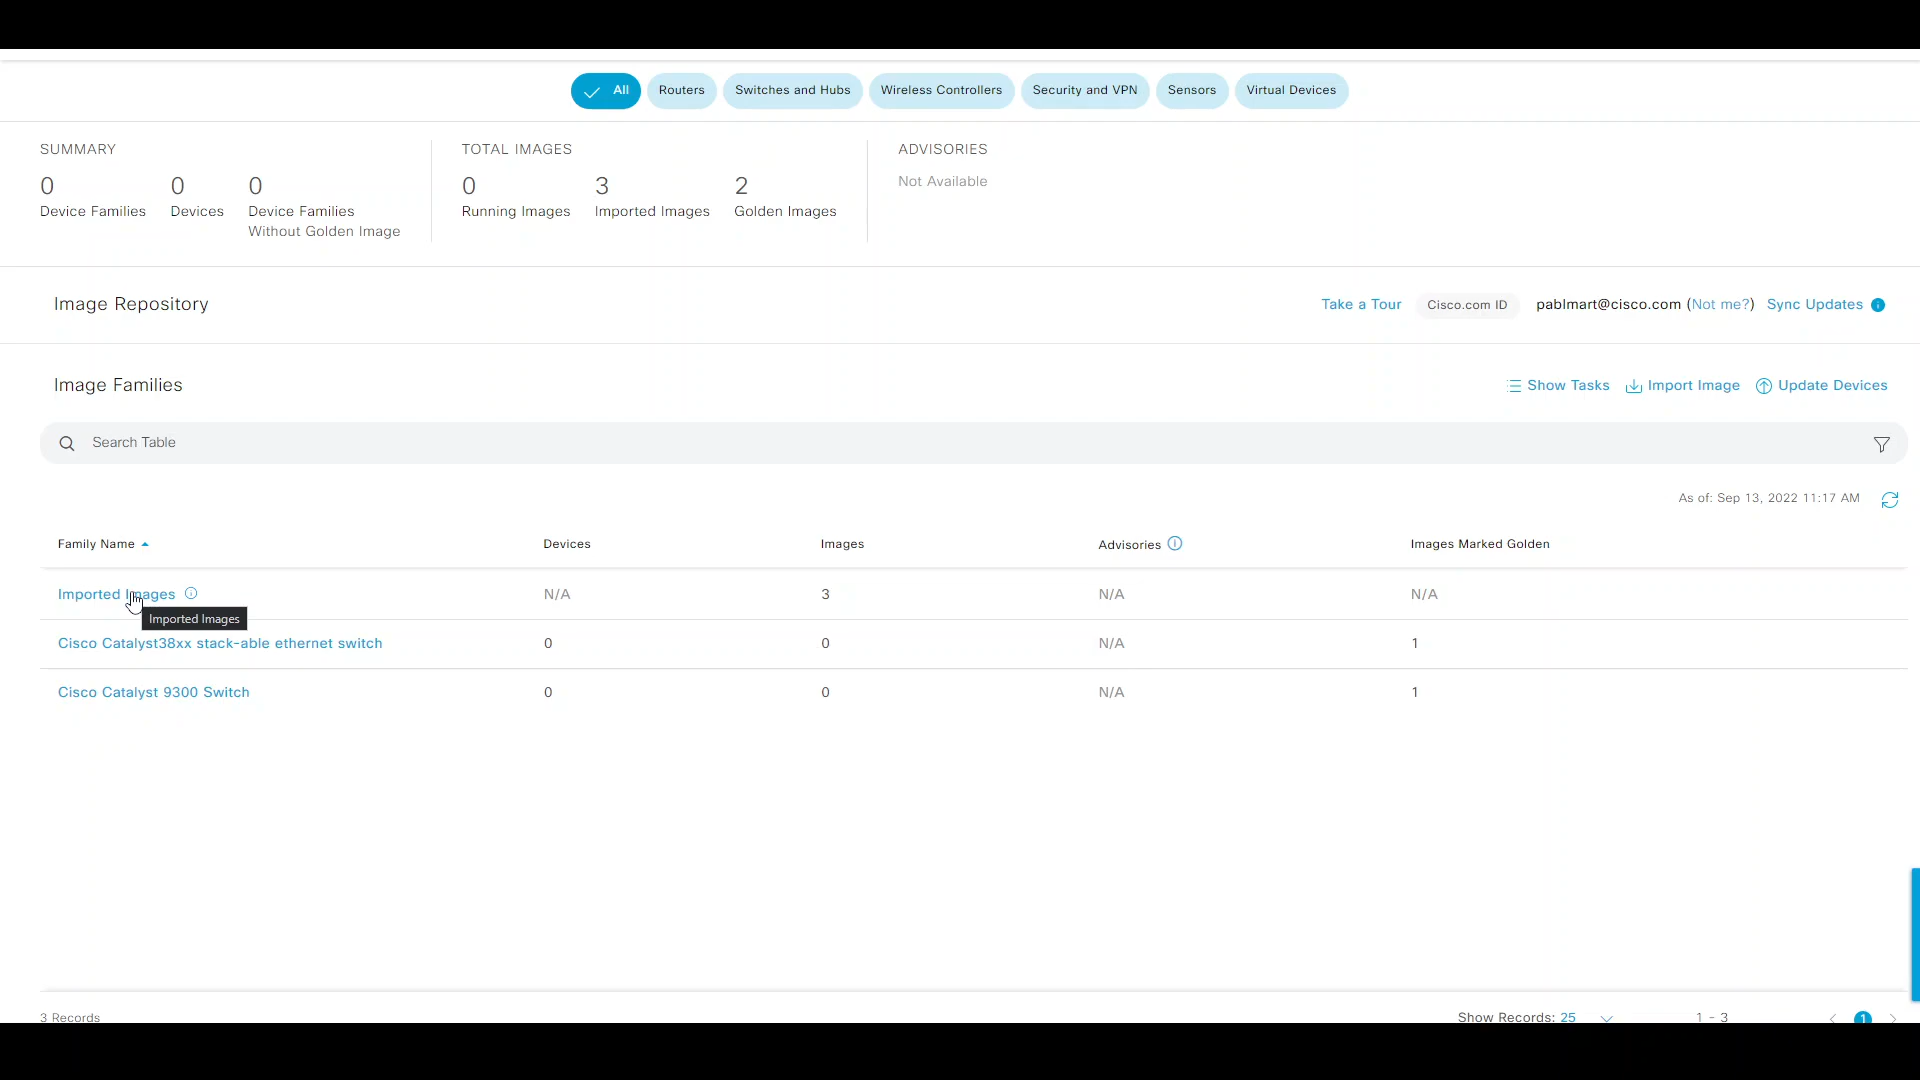 All Routers Switches and Hubs Wireless Controllers Security and VPN Sensors Virtual Devices
SUMMARY
0 0 0
Device Families Devices Device Families
Without Golden Image
TOTAL IMAGES
0 3 2
Running Images Imported Images Golden Images
ADVISORIES
Not Available
Image Repository
Take a Tour Cisco.com ID pablmart@cisco.com (Not me?) Sync Updates
Image Families
Show Tasks Import Image Update Devices
Search Table
As of: Sep 13, 2022 11:17 AM
Family Name Devices Images Advisories Images Marked Golden
Imported Images N/A 3 N/A N/A
Imported Images
Cisco Catalyst38xx stack-able ethernet switch 0 0 N/A 1
Cisco Catalyst 9300 Switch 0 0 N/A 1
3 Records Show Records: 25 1 - 3 1